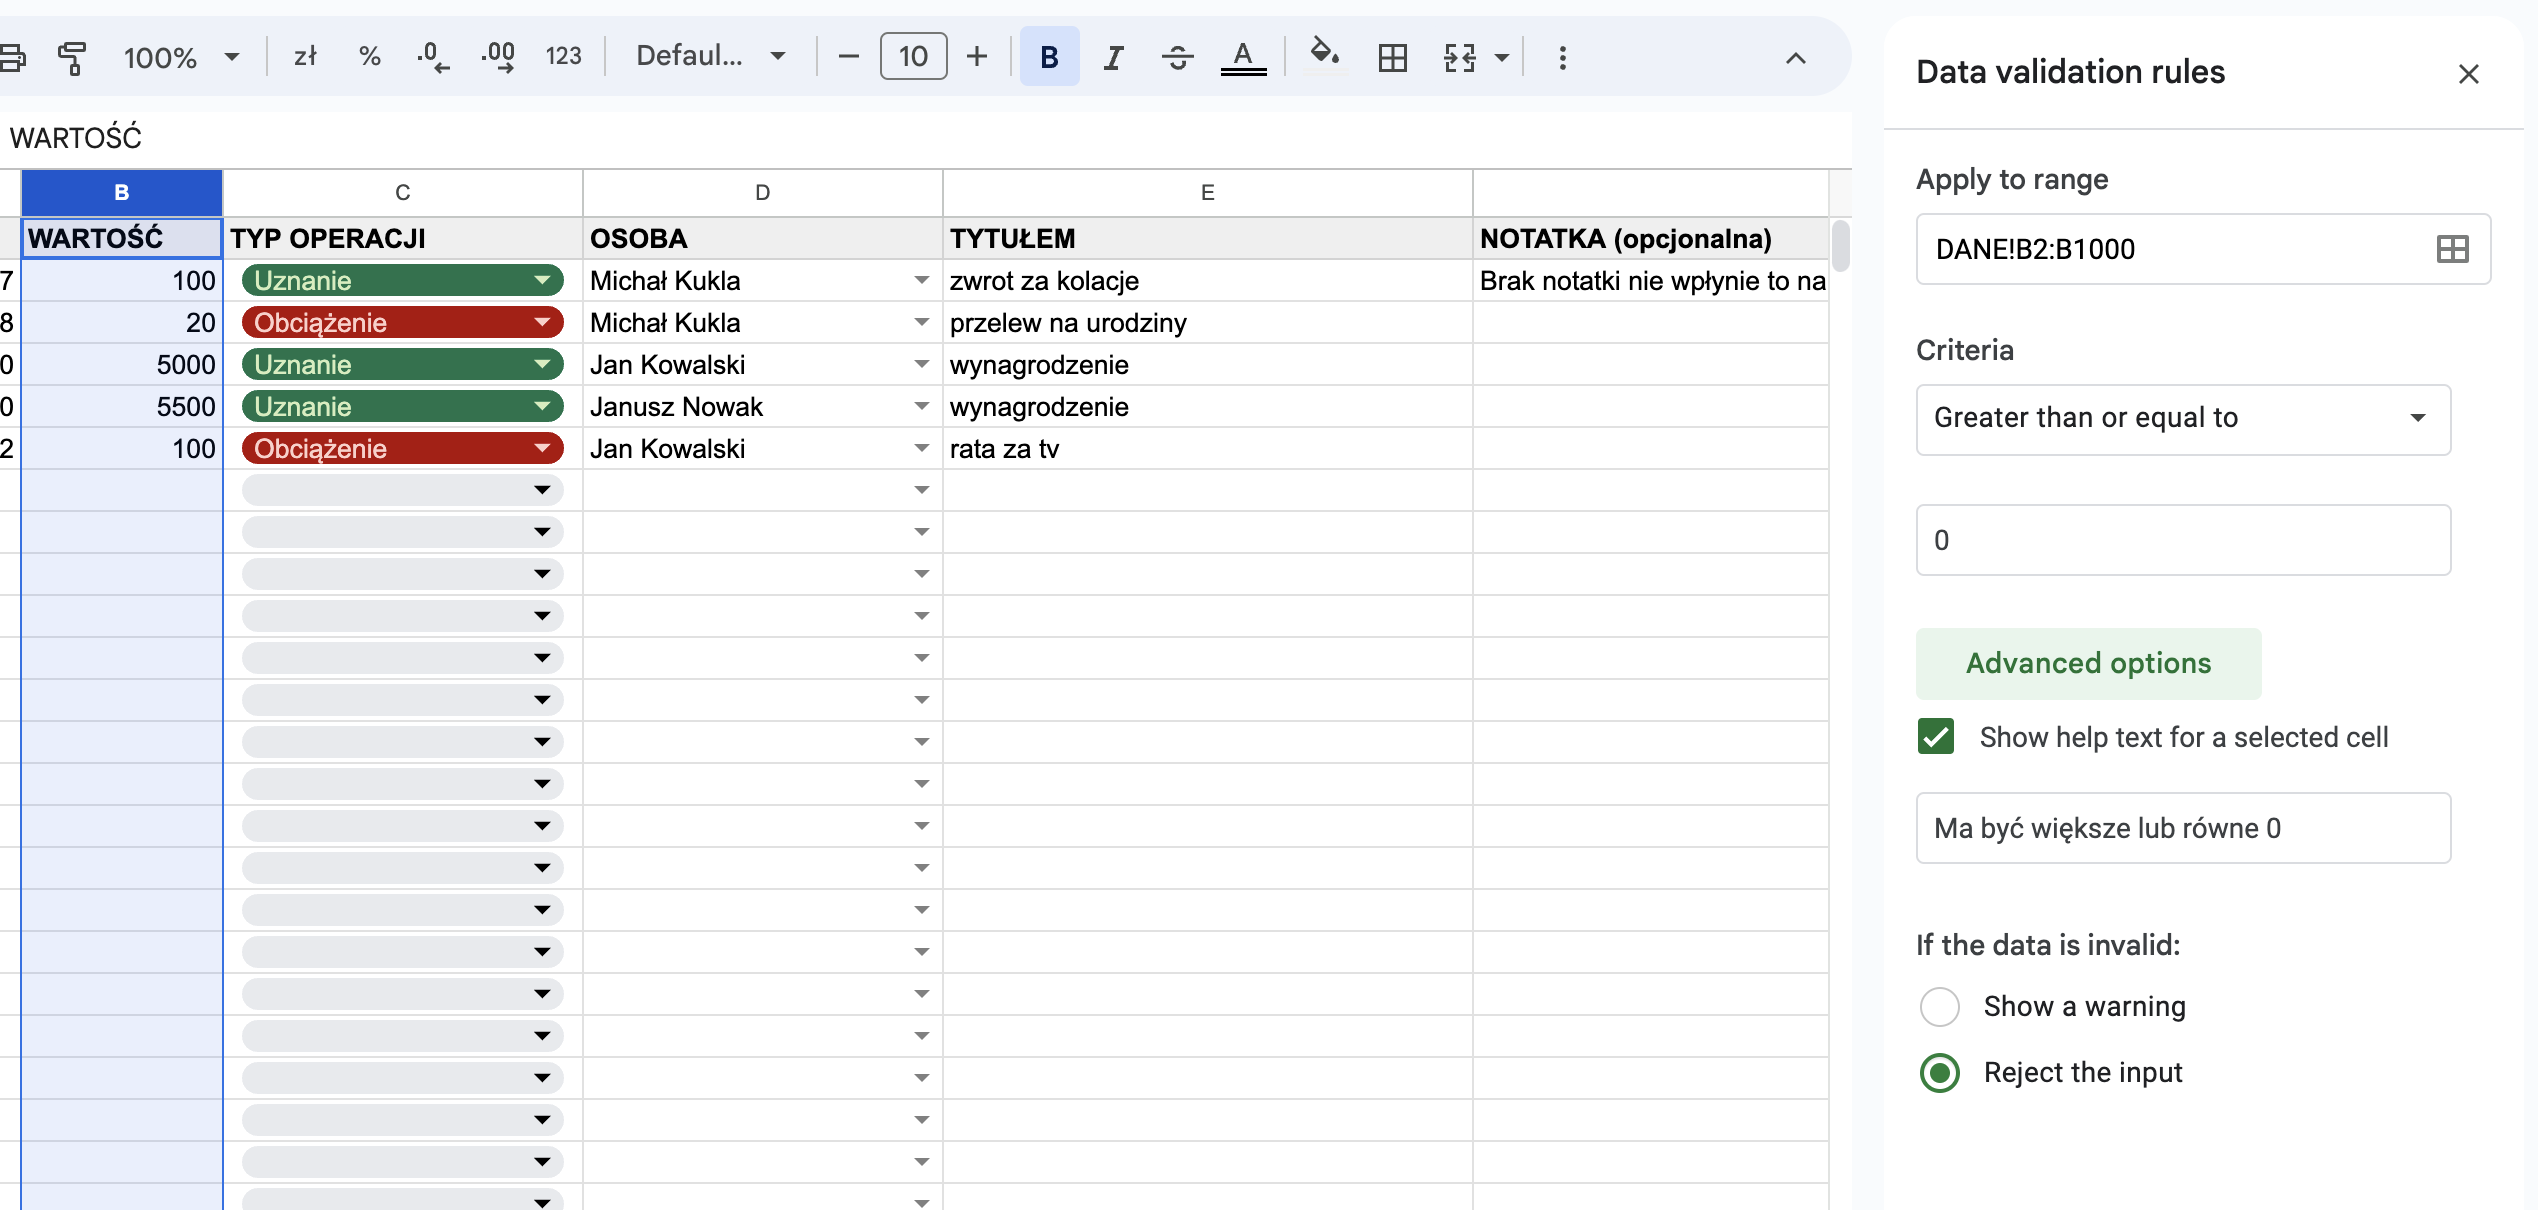 100%
zł % .0 .00 123
Defaul...
10
B I A
WARTOŚĆ
B C D E
WARTOŚĆ TYP OPERACJI OSOBA TYTUŁEM NOTATKA (opcjonalna)
7 100 Uznanie Michał Kukla zwrot za kolacje Brak notatki nie wpłynie to na
8 20 Obciążenie Michał Kukla przelew na urodziny
0 5000 Uznanie Jan Kowalski wynagrodzenie
0 5500 Uznanie Janusz Nowak wynagrodzenie
2 100 Obciążenie Jan Kowalski rata za tv
Data validation rules
Apply to range
DANE!B2:B1000
Criteria
Greater than or equal to
0
Advanced options
Show help text for a selected cell
Ma być większe lub równe 0
If the data is invalid:
Show a warning
Reject the input